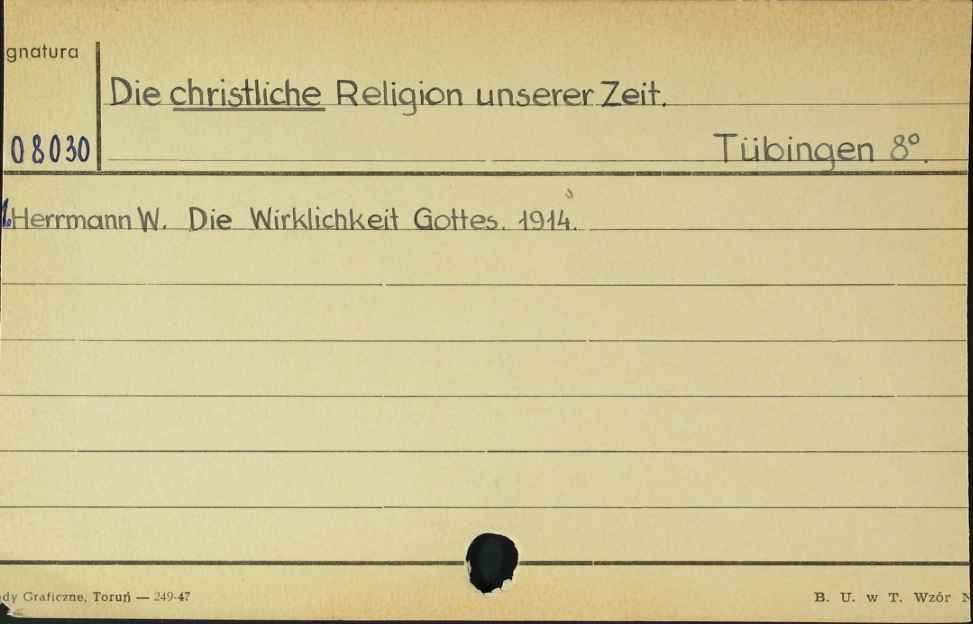 gnatura
Die christliche Religion unserer Zeit.
08030
Tübingen 8°.
1. Herrmann W. Die Wirklichkeit Gottes. 1914.
dy Graficzne, Toruń — 249-47
B. U. w T. Wzór N